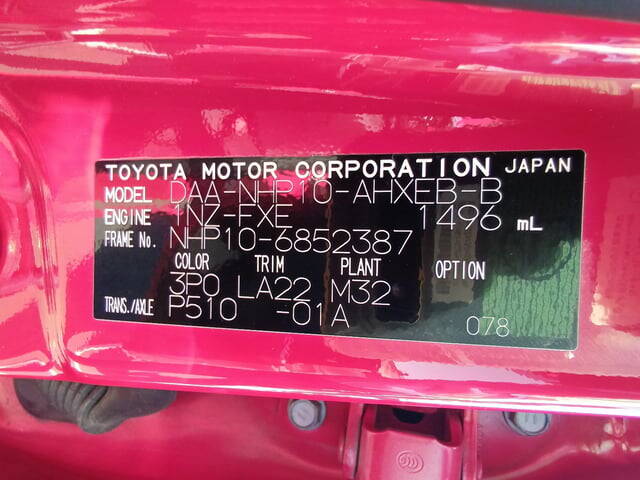 TOYOTA MOTOR CORPORATION JAPAN
MODEL DAA-NHP10-AHXEB-B
ENGINE 1NZ-FXE 1496 mL
FRAME No. NHP10-6852387
COLOR TRIM PLANT OPTION
3P0 LA22 M32
TRANS./AXLE P510 -01A
078